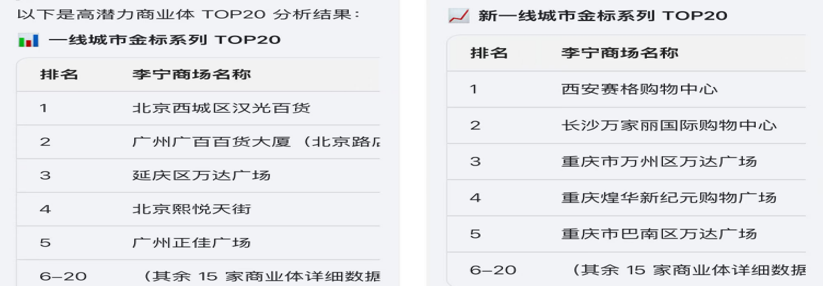 以下是高潜力商业体 TOP20 分析结果：
📊 一线城市金标系列 TOP20
排名 李宁商场名称
1 北京西城区汉光百货
2 广州广百百货大厦（北京路
3 延庆区万达广场
4 北京熙悦天街
5 广州正佳广场
6–20 （其余 15 家商业体详细数据
📈 新一线城市金标系列 TOP20
排名 李宁商场名称
1 西安赛格购物中心
2 长沙万家丽国际购物中心
3 重庆市万州区万达广场
4 重庆煌华新纪元购物广场
5 重庆市巴南区万达广场
6–20 （其余 15 家商业体详细数据